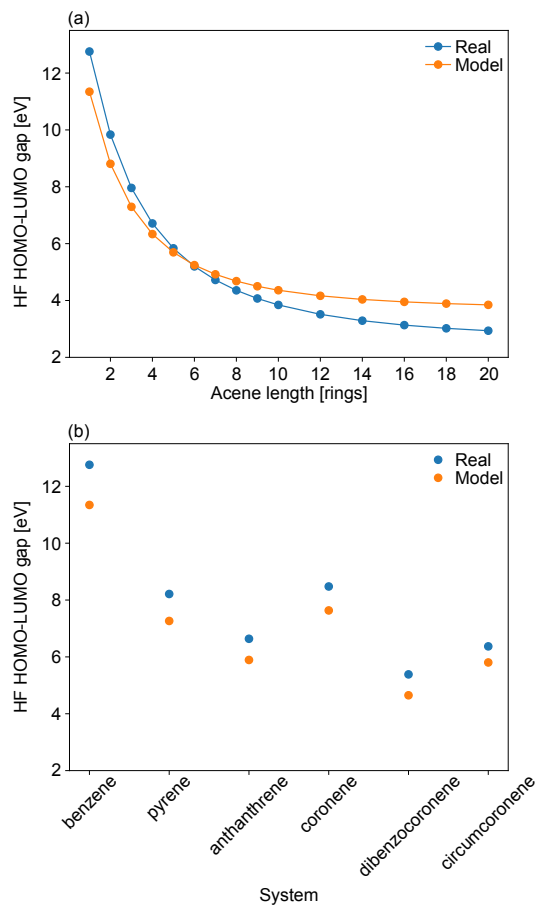 (a)
HF HOMO-LUMO gap [eV]
12
10
8
6
4
2
Real
Model
2 4 6 8 10 12 14 16 18 20
Acene length [rings]
(b)
HF HOMO-LUMO gap [eV]
12
10
8
6
4
2
Real
Model
benzene
pyrene
anthanthrene
coronene
dibenzocoronene
circumcoronene
System